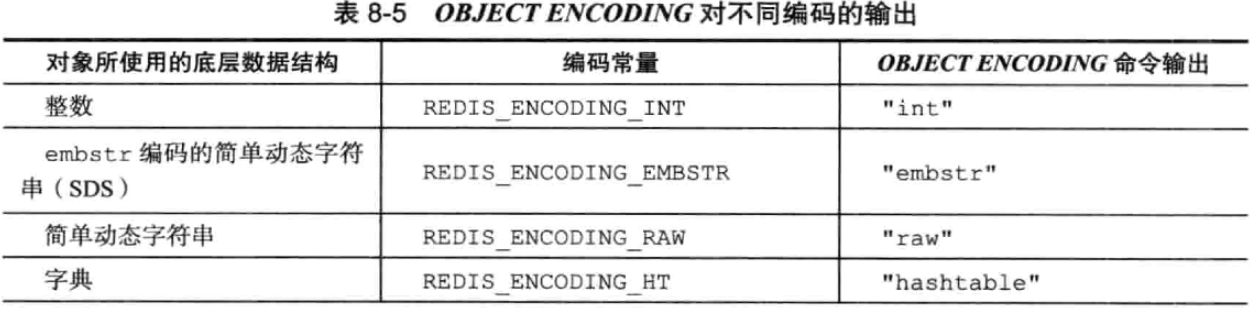 表 8-5 OBJECT ENCODING 对不同编码的输出
对象所使用的底层数据结构 编码常量 OBJECT ENCODING 命令输出
整数 REDIS_ENCODING_INT "int"
embstr 编码的简单动态字符
串（SDS） REDIS_ENCODING_EMBSTR "embstr"
简单动态字符串 REDIS_ENCODING_RAW "raw"
字典 REDIS_ENCODING_HT "hashtable"